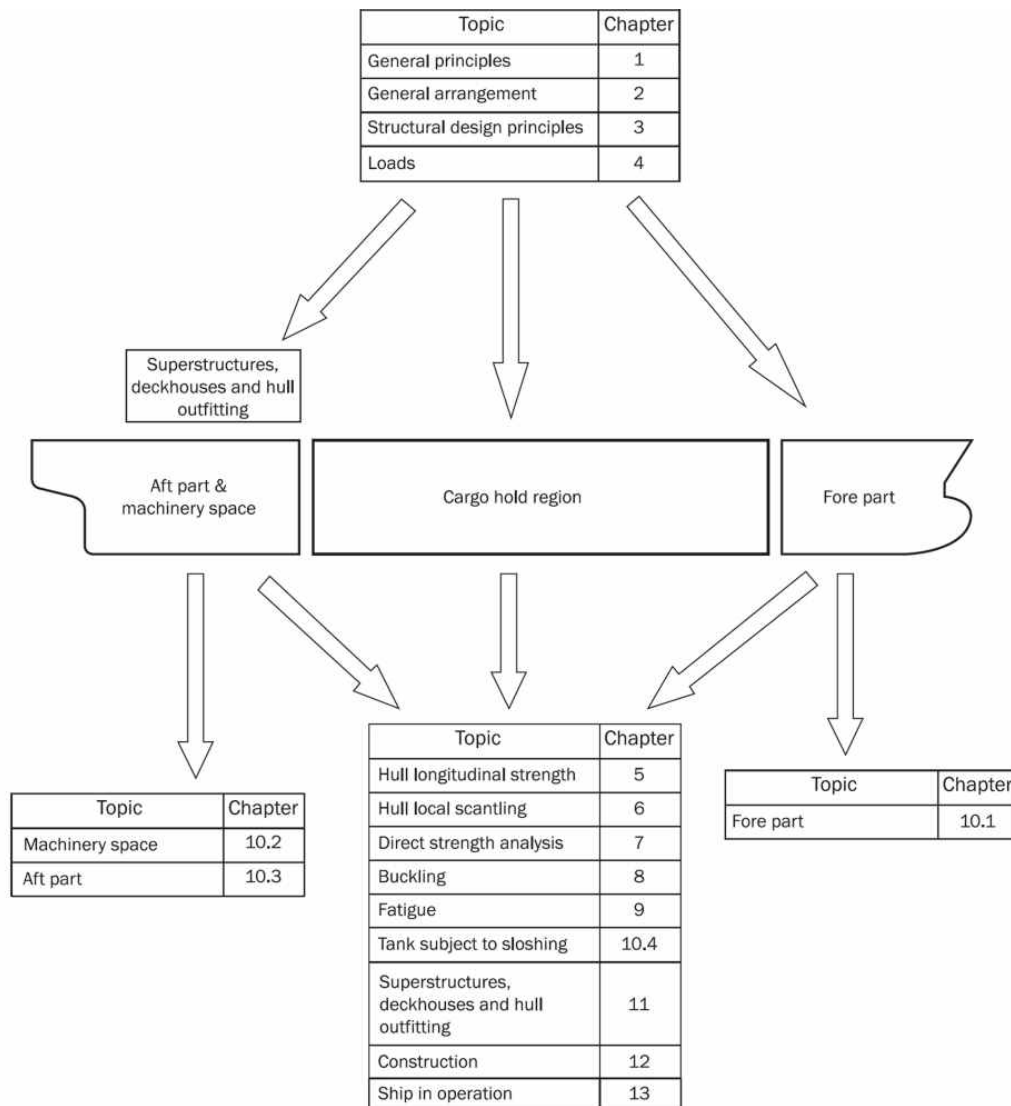 Topic Chapter
General principles 1
General arrangement 2
Structural design principles 3
Loads 4
Superstructures,
deckhouses and hull
outfitting
Aft part &
machinery space
Cargo hold region
Fore part
Topic Chapter
Machinery space 10.2
Aft part 10.3
Topic Chapter
Hull longitudinal strength 5
Hull local scantling 6
Direct strength analysis 7
Buckling 8
Fatigue 9
Tank subject to sloshing 10.4
Superstructures,
deckhouses and hull 11
outfitting
Construction 12
Ship in operation 13
Topic Chapter
Fore part 10.1